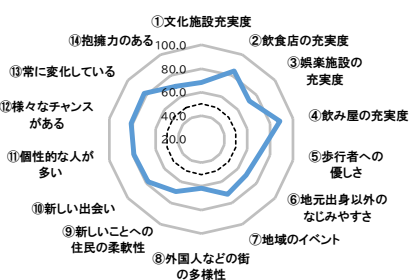 ①文化施設充実度
②飲食店の充実度
③娯楽施設の
充実度
④飲み屋の充実度
⑤歩行者への
優しさ
⑥地元出身以外の
なじみやすさ
⑦地域のイベント
⑧外国人などの街
の多様性
⑨新しいことへの
住民の柔軟性
⑩新しい出会い
⑪個性的な人が
多い
⑫様々なチャンス
がある
⑬常に変化している
⑭抱擁力のある
100.0
80.0
60.0
40.0
20.0